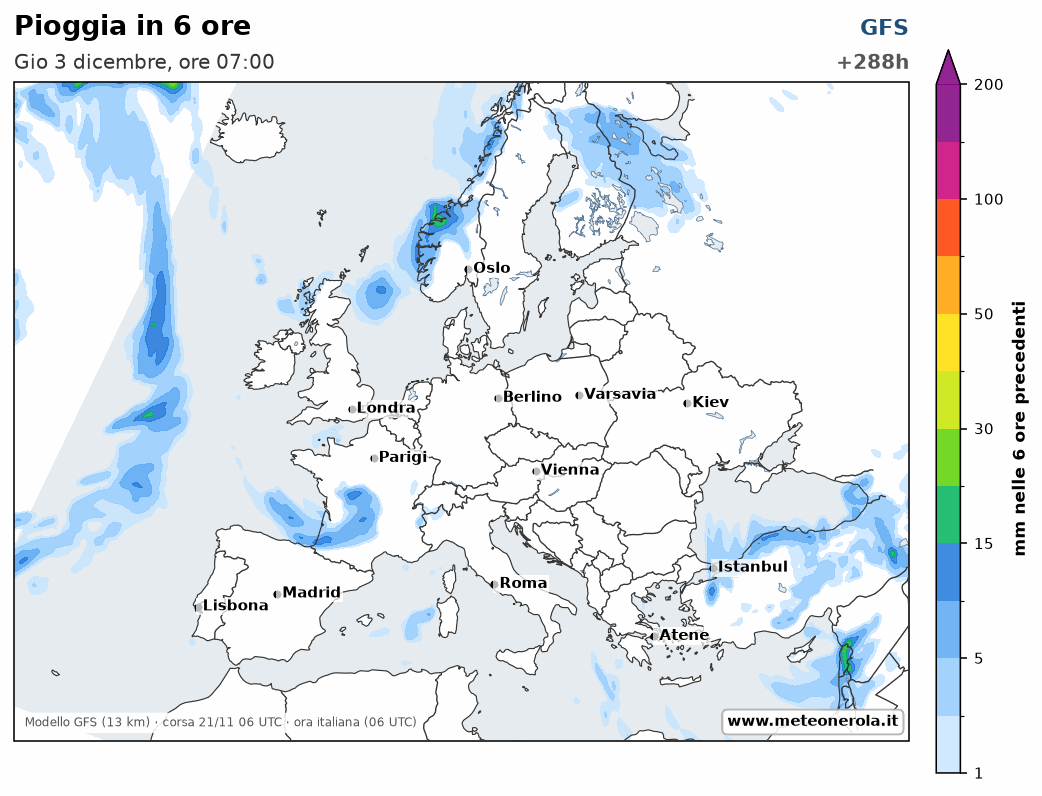 Pioggia in 6 ore
GFS
Gio 3 dicembre, ore 07:00
+288h
Oslo
Londra
Berlino
Varsavia
Kiev
Parigi
Vienna
Istanbul
Roma
Madrid
Lisbona
Atene
Modello GFS (13 km) · corsa 21/11 06 UTC · ora italiana (06 UTC)
www.meteonerola.it
200
100
50
30
15
5
1
mm nelle 6 ore precedenti